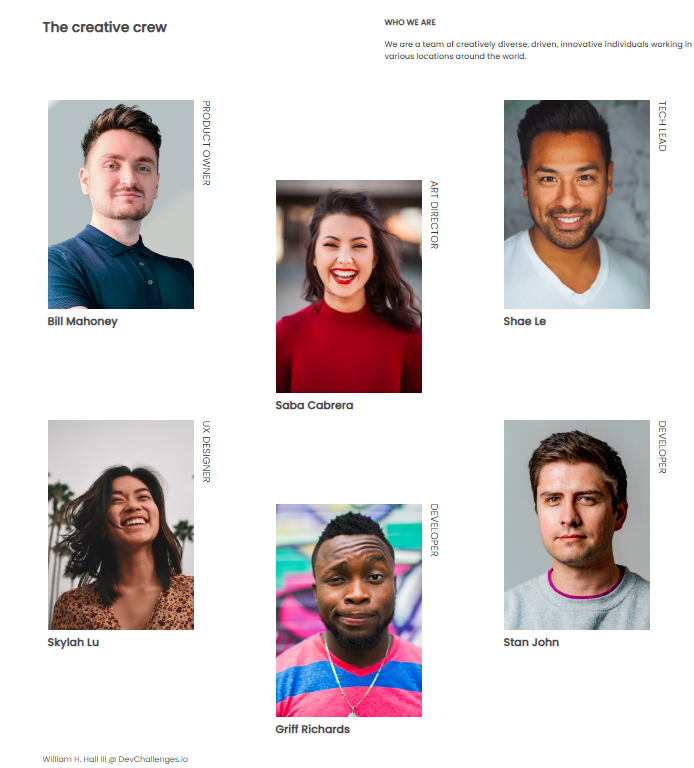 The creative crew
WHO WE ARE
We are a team of creatively diverse, driven, innovative individuals working in
various locations around the world.
PRODUCT OWNER
Bill Mahoney
ART DIRECTOR
Saba Cabrera
TECH LEAD
Shae Le
UX DESIGNER
Skylah Lu
DEVELOPER
Griff Richards
DEVELOPER
Stan John
William H. Hall III @ DevChallenges.io